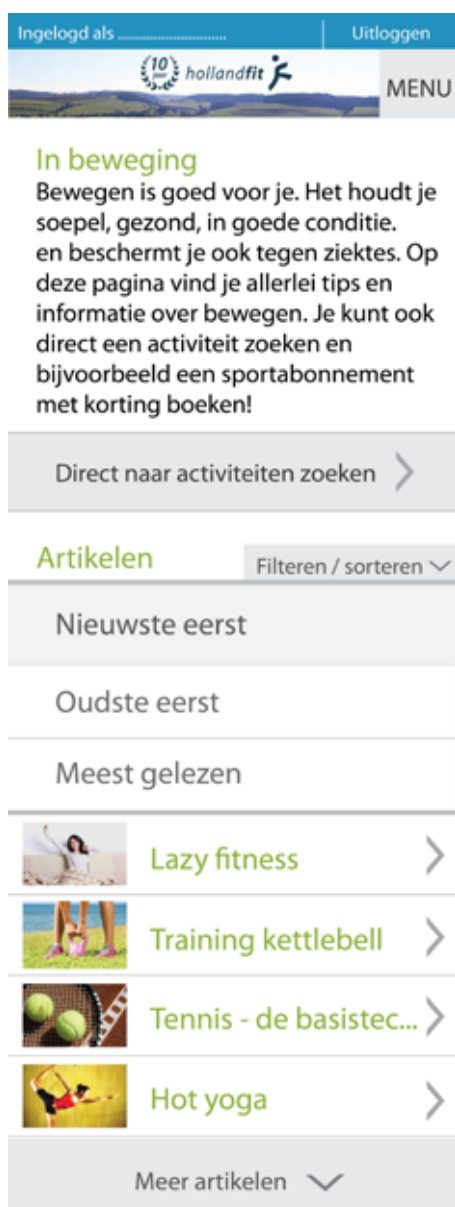 Ingelogd als ............................ Uitloggen
10 jaar hollandfit
MENU
In beweging
Bewegen is goed voor je. Het houdt je
soepel, gezond, in goede conditie.
en beschermt je ook tegen ziektes. Op
deze pagina vind je allerlei tips en
informatie over bewegen. Je kunt ook
direct een activiteit zoeken en
bijvoorbeeld een sportabonnement
met korting boeken!
Direct naar activiteiten zoeken
Artikelen Filteren / sorteren
Nieuwste eerst
Oudste eerst
Meest gelezen
Lazy fitness
Training kettlebell
Tennis - de basistec...
Hot yoga
Meer artikelen